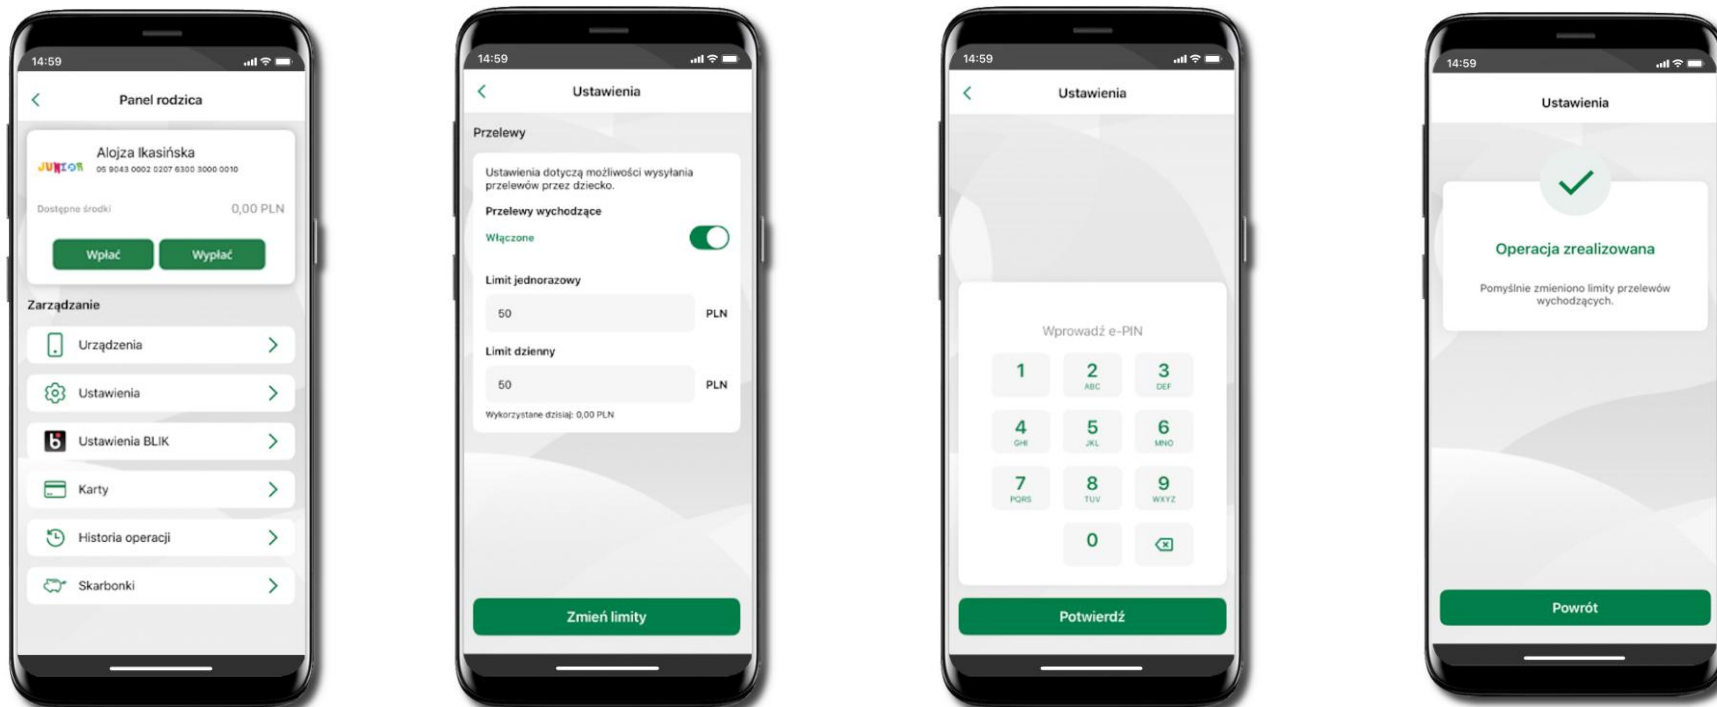 14:59
Panel rodzica
JUNIOR
Alojza Ikasińska
05 9043 0002 0207 6300 3000 0010
Dostępne środki 0,00 PLN
Wpłać Wypłać
Zarządzanie
Urządzenia
Ustawienia
Ustawienia BLIK
Karty
Historia operacji
Skarbonki
14:59
Ustawienia
Przelewy
Ustawienia dotyczą możliwości wysyłania
przelewów przez dziecko.
Przelewy wychodzące
Włączone
Limit jednorazowy
50 PLN
Limit dzienny
50 PLN
Wykorzystane dzisiaj: 0,00 PLN
Zmień limity
14:59
Ustawienia
Wprowadź e-PIN
1 2 3
ABC DEF
4 5 6
GHI JKL MNO
7 8 9
PQRS TUV WXYZ
0
Potwierdź
14:59
Ustawienia
Operacja zrealizowana
Pomyślnie zmieniono limity przelewów
wychodzących.
Powrót